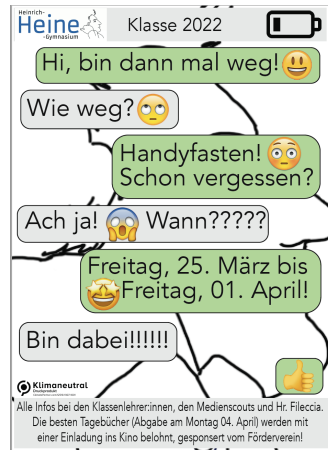 Heinrich-
Heine
-Gymnasium
Klasse 2022
Hi, bin dann mal weg!
Wie weg?
Handyfasten!
Schon vergessen?
Ach ja! Wann?????
Freitag, 25. März bis
Freitag, 01. April!
Bin dabei!!!!!!
Klimaneutral
Druckprodukt
Alle Infos bei den Klassenlehrer:innen, den Medienscouts und Hr. Fileccia.
Die besten Tagebücher (Abgabe am Montag 04. April) werden mit
einer Einladung ins Kino belohnt, gesponsert vom Förderverein!